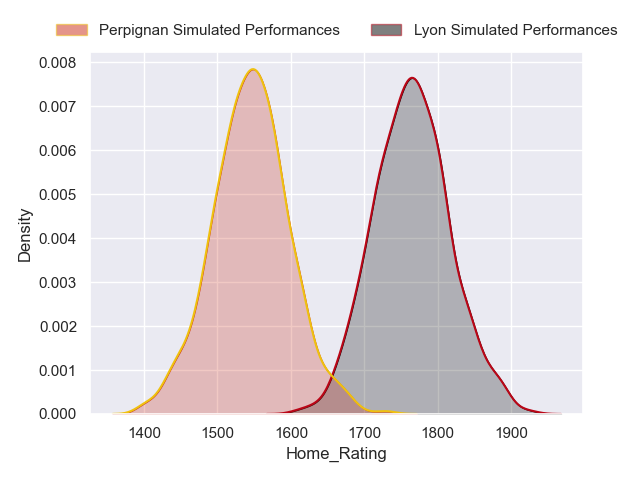 Perpignan Simulated Performances Lyon Simulated Performances
0.008
0.007
0.006
0.005
0.004
0.003
0.002
0.001
0.000
Density
1400 1500 1600 1700 1800 1900
Home_Rating